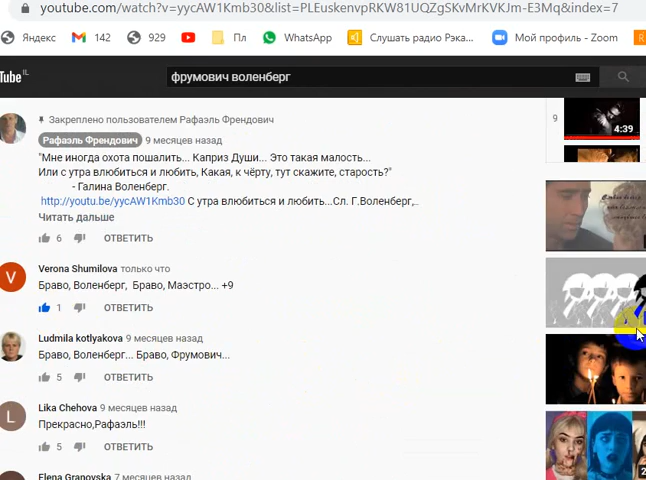 youtube.com/watch?v=yycAW1Kmb30&list=PLEuskenvpRKW81UQZgSKvMrKVKJm-E3Mq&index=7
Яндекс 142 929 WhatsApp Слушать радио Рэка... Мой профиль - Zoom
Tube IL фрумович воленберг
Закреплено пользователем Рафаэль Френдович
Рафаэль Френдович 9 месяцев назад
"Мне иногда охота пошалить... Каприз Души... Это такая малость...
Или с утра влюбиться и любить, Какая, к чёрту, тут скажите, старость?"
- Галина Воленберг.
http://youtu.be/yycAW1Kmb30 С утра влюбиться и любить...Сл. Г.Воленберг,..
Читать дальше
6 ОТВЕТИТЬ
V Verona Shumilova только что
Браво, Воленберг, Браво, Маэстро... +9
1 ОТВЕТИТЬ
Ludmila kotlyakova 9 месяцев назад
Браво, Воленберг... Браво, Фрумович...
5 ОТВЕТИТЬ
L Lika Chehova 9 месяцев назад
Прекрасно,Рафаэль!!!
5 ОТВЕТИТЬ
Elena Granovska 7 месяцев назад
9
4:39